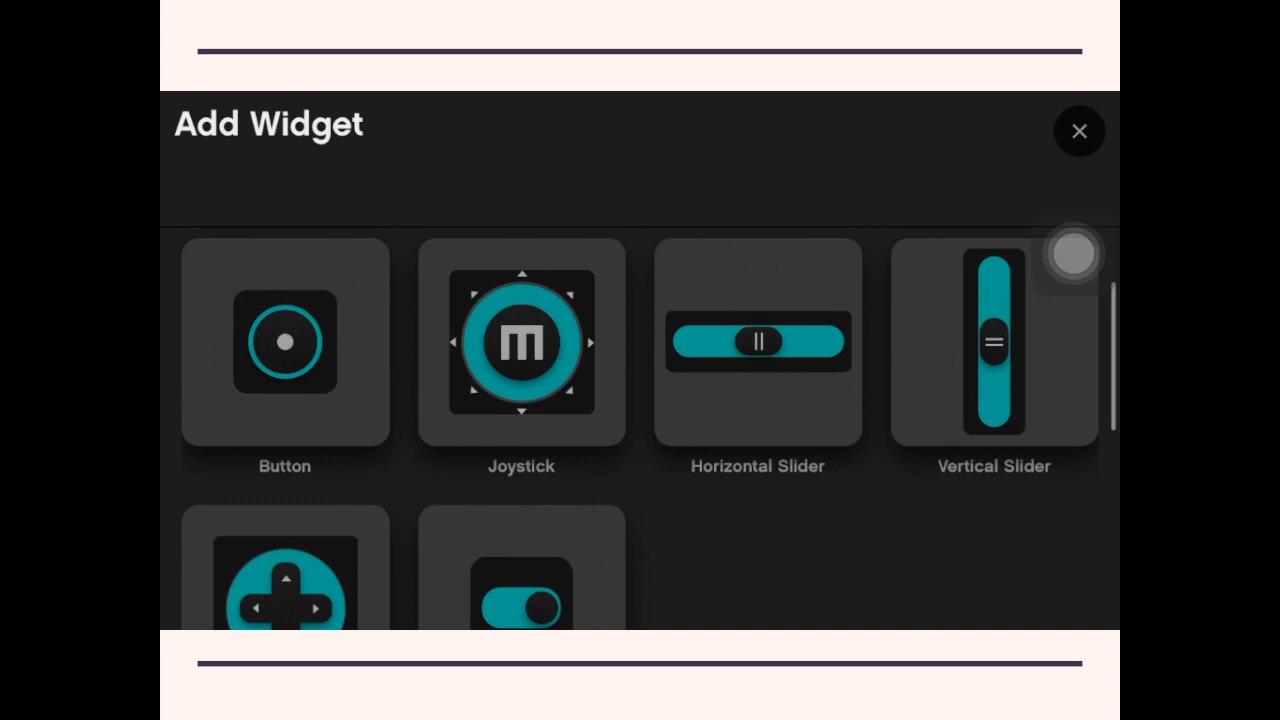 Add Widget
m
Button
Joystick
Horizontal Slider
Vertical Slider